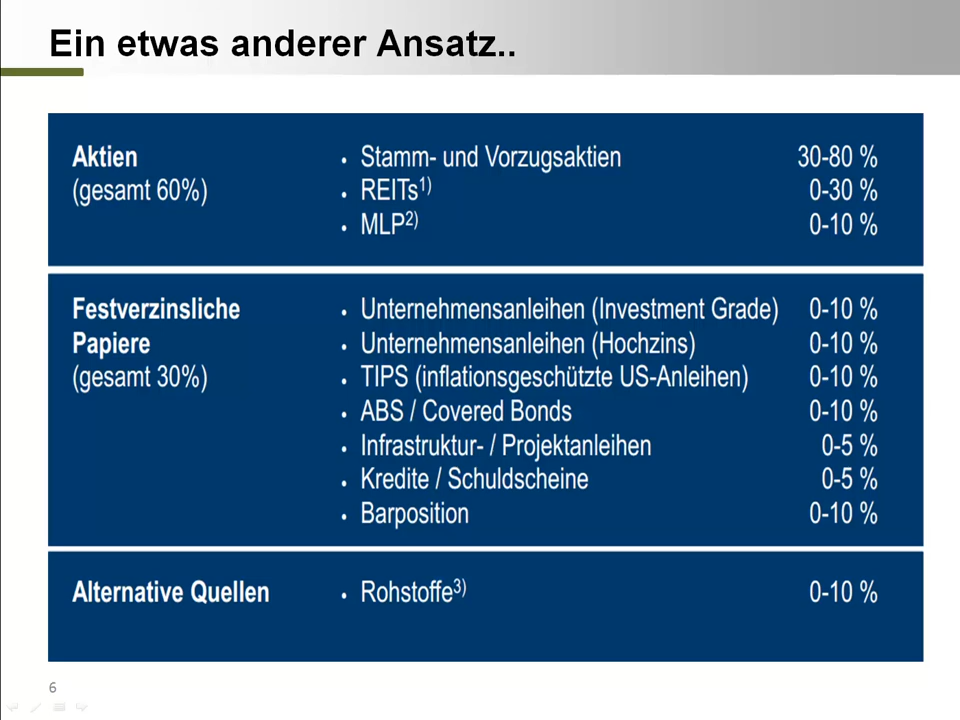 Ein etwas anderer Ansatz..
Aktien
(gesamt 60%)
• Stamm- und Vorzugsaktien 30-80 %
• REITs1) 0-30 %
• MLP2) 0-10 %
Festverzinsliche
Papiere
(gesamt 30%)
• Unternehmensanleihen (Investment Grade) 0-10 %
• Unternehmensanleihen (Hochzins) 0-10 %
• TIPS (inflationsgeschützte US-Anleihen) 0-10 %
• ABS / Covered Bonds 0-10 %
• Infrastruktur- / Projektanleihen 0-5 %
• Kredite / Schuldscheine 0-5 %
• Barposition 0-10 %
Alternative Quellen
• Rohstoffe3) 0-10 %
6